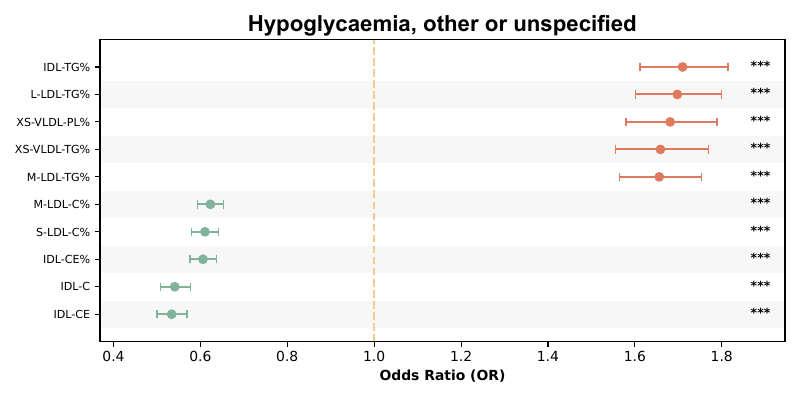 Hypoglycaemia, other or unspecified
IDL-TG% ***
L-LDL-TG% ***
XS-VLDL-PL% ***
XS-VLDL-TG% ***
M-LDL-TG% ***
M-LDL-C% ***
S-LDL-C% ***
IDL-CE% ***
IDL-C ***
IDL-CE ***
0.4 0.6 0.8 1.0 1.2 1.4 1.6 1.8
Odds Ratio (OR)